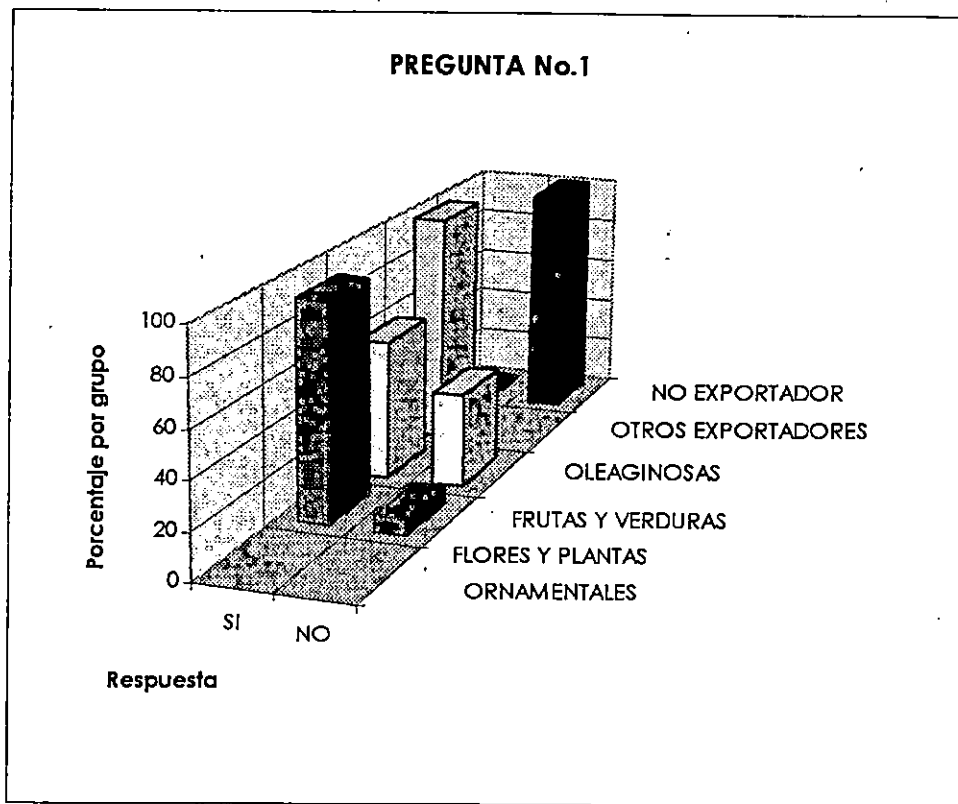 PREGUNTA No.1
Porcentaje por grupo
100
80
60
40
20
0
SI
NO
Respuesta
NO EXPORTADOR
OTROS EXPORTADORES
OLEAGINOSAS
FRUTAS Y VERDURAS
FLORES Y PLANTAS
ORNAMENTALES